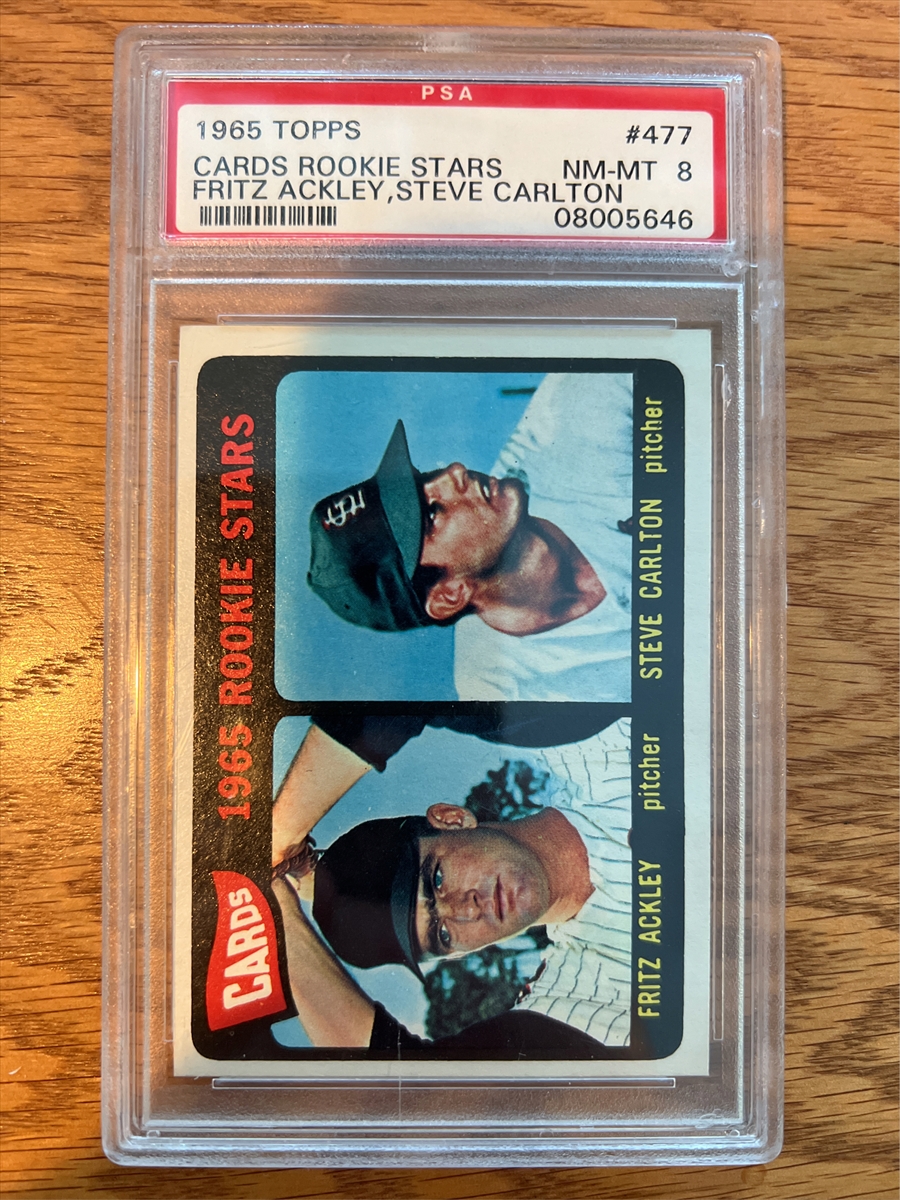 PSA
1965 TOPPS #477
CARDS ROOKIE STARS NM-MT 8
FRITZ ACKLEY,STEVE CARLTON
08005646
CARDS 1965 ROOKIE STARS
STL
FRITZ ACKLEY pitcher STEVE CARLTON pitcher